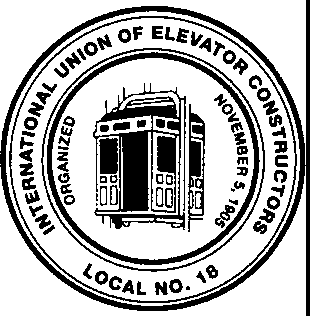 INTERNATIONAL UNION OF ELEVATOR CONSTRUCTORS
ORGANIZED
NOVEMBER 5, 1905
LOCAL NO. 18